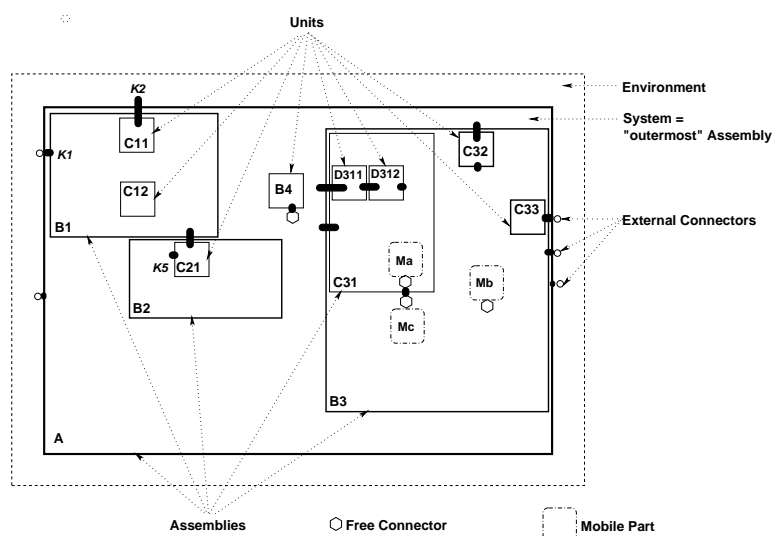 Units
K2
Environment
System =
"outermost" Assembly
C11
C32
K1
D311
D312
C12
B4
C33
External Connectors
B1
K5
C21
Ma
Mb
C31
B2
Mc
B3
A
Assemblies
Free Connector
Mobile Part